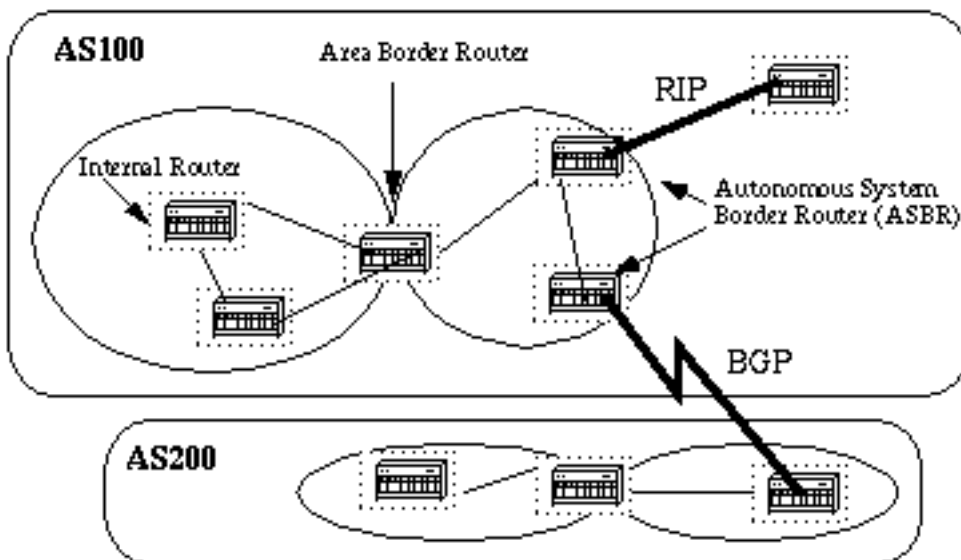 AS100
Area Border Router
RIP
Internal Router
Autonomous System
Border Router (ASBR)
BGP
AS200